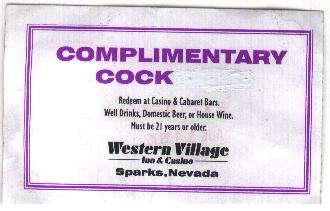 COMPLIMENTARY
COCK
Redeem at Casino & Cabaret Bars.
Well Drinks, Domestic Beer, or House Wine.
Must be 21 years or older.
Western Village
Inn & Casino
Sparks, Nevada